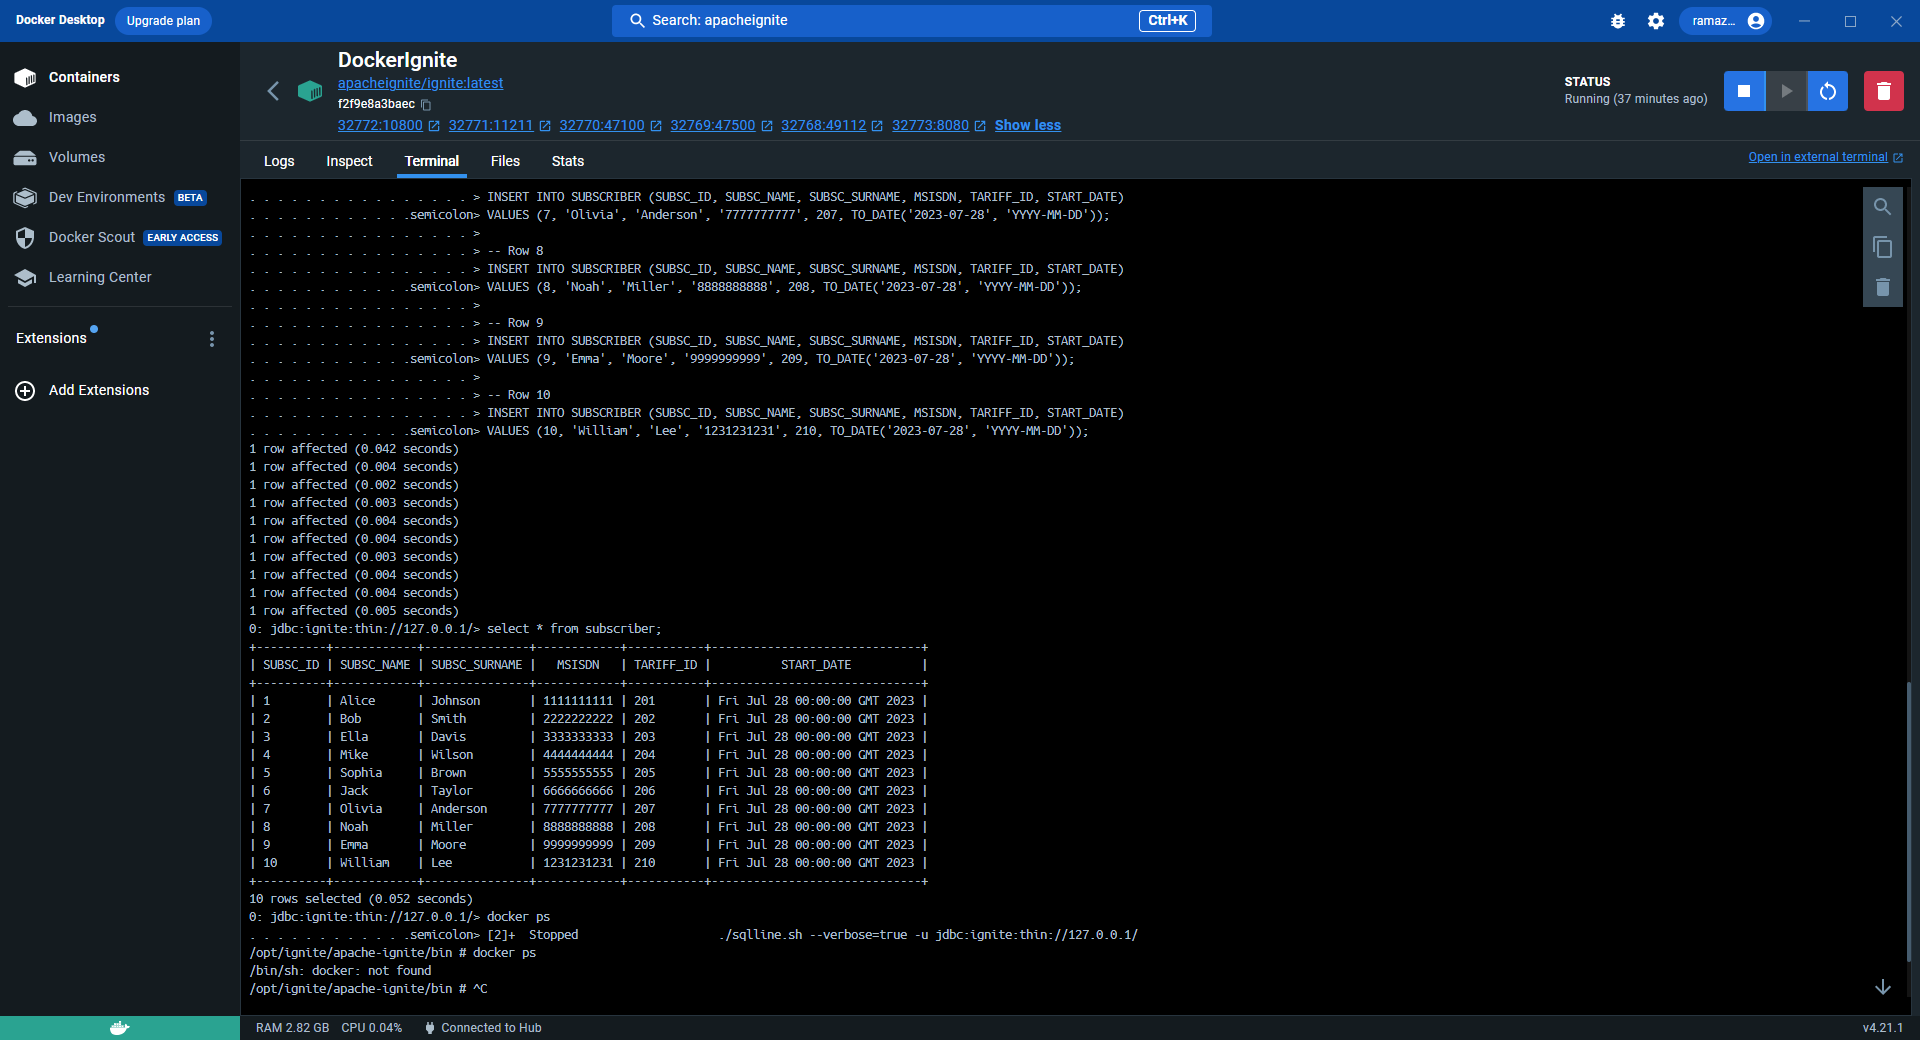 Docker Desktop
Upgrade plan
Search: apacheignite
Ctrl+K
ramaz...
Containers
Images
Volumes
Dev Environments BETA
Docker Scout EARLY ACCESS
Learning Center
Extensions
Add Extensions
DockerIgnite
apacheignite/ignite:latest
f2f9e8a3baec
32772:10800 32771:11211 32770:47100 32769:47500 32768:49112 32773:8080 Show less
STATUS
Running (37 minutes ago)
Logs Inspect Terminal Files Stats
Open in external terminal
. . . . . . . . . . . . . . . . > INSERT INTO SUBSCRIBER (SUBSC_ID, SUBSC_NAME, SUBSC_SURNAME, MSISDN, TARIFF_ID, START_DATE)
. . . . . . . . . . . .semicolon> VALUES (7, 'Olivia', 'Anderson', '7777777777', 207, TO_DATE('2023-07-28', 'YYYY-MM-DD'));
. . . . . . . . . . . . . . . . >
. . . . . . . . . . . . . . . . > -- Row 8
. . . . . . . . . . . . . . . . > INSERT INTO SUBSCRIBER (SUBSC_ID, SUBSC_NAME, SUBSC_SURNAME, MSISDN, TARIFF_ID, START_DATE)
. . . . . . . . . . . .semicolon> VALUES (8, 'Noah', 'Miller', '8888888888', 208, TO_DATE('2023-07-28', 'YYYY-MM-DD'));
. . . . . . . . . . . . . . . . >
. . . . . . . . . . . . . . . . > -- Row 9
. . . . . . . . . . . . . . . . > INSERT INTO SUBSCRIBER (SUBSC_ID, SUBSC_NAME, SUBSC_SURNAME, MSISDN, TARIFF_ID, START_DATE)
. . . . . . . . . . . .semicolon> VALUES (9, 'Emma', 'Moore', '9999999999', 209, TO_DATE('2023-07-28', 'YYYY-MM-DD'));
. . . . . . . . . . . . . . . . >
. . . . . . . . . . . . . . . . > -- Row 10
. . . . . . . . . . . . . . . . > INSERT INTO SUBSCRIBER (SUBSC_ID, SUBSC_NAME, SUBSC_SURNAME, MSISDN, TARIFF_ID, START_DATE)
. . . . . . . . . . . .semicolon> VALUES (10, 'William', 'Lee', '1231231231', 210, TO_DATE('2023-07-28', 'YYYY-MM-DD'));
1 row affected (0.042 seconds)
1 row affected (0.004 seconds)
1 row affected (0.002 seconds)
1 row affected (0.003 seconds)
1 row affected (0.004 seconds)
1 row affected (0.004 seconds)
1 row affected (0.003 seconds)
1 row affected (0.004 seconds)
1 row affected (0.004 seconds)
1 row affected (0.005 seconds)
0: jdbc:ignite:thin://127.0.0.1/> select * from subscriber;
+----------+------------+---------------+------------+-----------+------------------------------+
| SUBSC_ID | SUBSC_NAME | SUBSC_SURNAME |   MSISDN   | TARIFF_ID |          START_DATE          |
+----------+------------+---------------+------------+-----------+------------------------------+
| 1        | Alice      | Johnson       | 1111111111 | 201       | Fri Jul 28 00:00:00 GMT 2023 |
| 2        | Bob        | Smith         | 2222222222 | 202       | Fri Jul 28 00:00:00 GMT 2023 |
| 3        | Ella       | Davis         | 3333333333 | 203       | Fri Jul 28 00:00:00 GMT 2023 |
| 4        | Mike       | Wilson        | 4444444444 | 204       | Fri Jul 28 00:00:00 GMT 2023 |
| 5        | Sophia     | Brown         | 5555555555 | 205       | Fri Jul 28 00:00:00 GMT 2023 |
| 6        | Jack       | Taylor        | 6666666666 | 206       | Fri Jul 28 00:00:00 GMT 2023 |
| 7        | Olivia     | Anderson      | 7777777777 | 207       | Fri Jul 28 00:00:00 GMT 2023 |
| 8        | Noah       | Miller        | 8888888888 | 208       | Fri Jul 28 00:00:00 GMT 2023 |
| 9        | Emma       | Moore         | 9999999999 | 209       | Fri Jul 28 00:00:00 GMT 2023 |
| 10       | William    | Lee           | 1231231231 | 210       | Fri Jul 28 00:00:00 GMT 2023 |
+----------+------------+---------------+------------+-----------+------------------------------+
10 rows selected (0.052 seconds)
0: jdbc:ignite:thin://127.0.0.1/> docker ps
. . . . . . . . . . . .semicolon> [2]+  Stopped                    ./sqlline.sh --verbose=true -u jdbc:ignite:thin://127.0.0.1/
/opt/ignite/apache-ignite/bin # docker ps
/bin/sh: docker: not found
/opt/ignite/apache-ignite/bin # ^C
RAM 2.82 GB CPU 0.04% Connected to Hub
v4.21.1